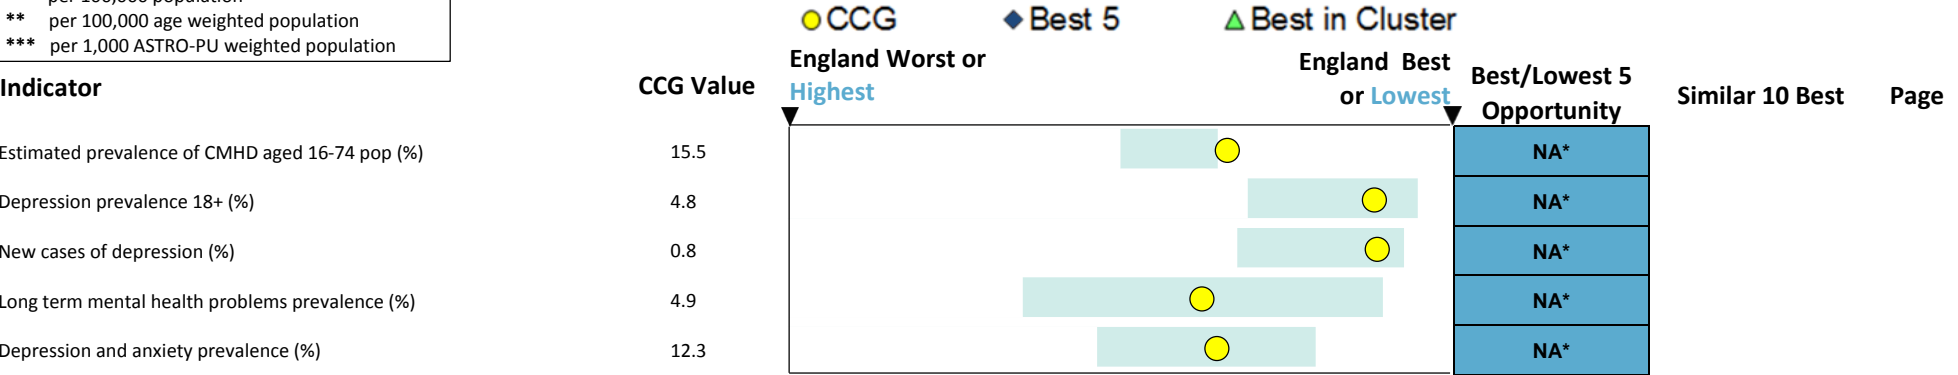 per 100,000 population
** per 100,000 age weighted population
*** per 1,000 ASTRO-PU weighted population
CCG Best 5 Best in Cluster
Indicator
CCG Value
England Worst or
Highest
England Best
or Lowest
Best/Lowest 5
Opportunity
Similar 10 Best
Page
Estimated prevalence of CMHD aged 16-74 pop (%) 15.5 NA*
Depression prevalence 18+ (%) 4.8 NA*
New cases of depression (%) 0.8 NA*
Long term mental health problems prevalence (%) 4.9 NA*
Depression and anxiety prevalence (%) 12.3 NA*